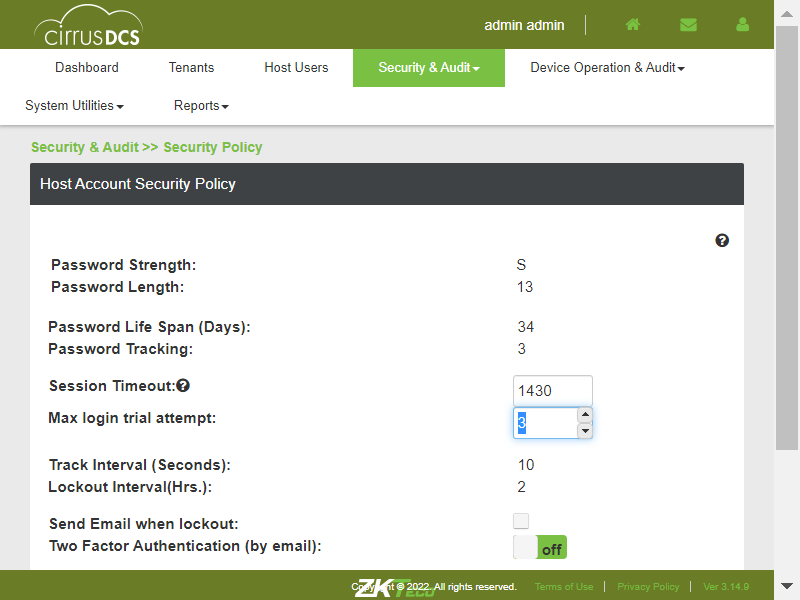 cirrusDCS
admin admin
Dashboard Tenants Host Users Security & Audit Device Operation & Audit
System Utilities Reports
Security & Audit >> Security Policy
Host Account Security Policy
Password Strength: S
Password Length: 13
Password Life Span (Days): 34
Password Tracking: 3
Session Timeout: 1430
Max login trial attempt: 3
Track Interval (Seconds): 10
Lockout Interval(Hrs.): 2
Send Email when lockout:
Two Factor Authentication (by email): off
Copyright © 2022. All rights reserved. Terms of Use | Privacy Policy | Ver 3.14.9
ZKTeco